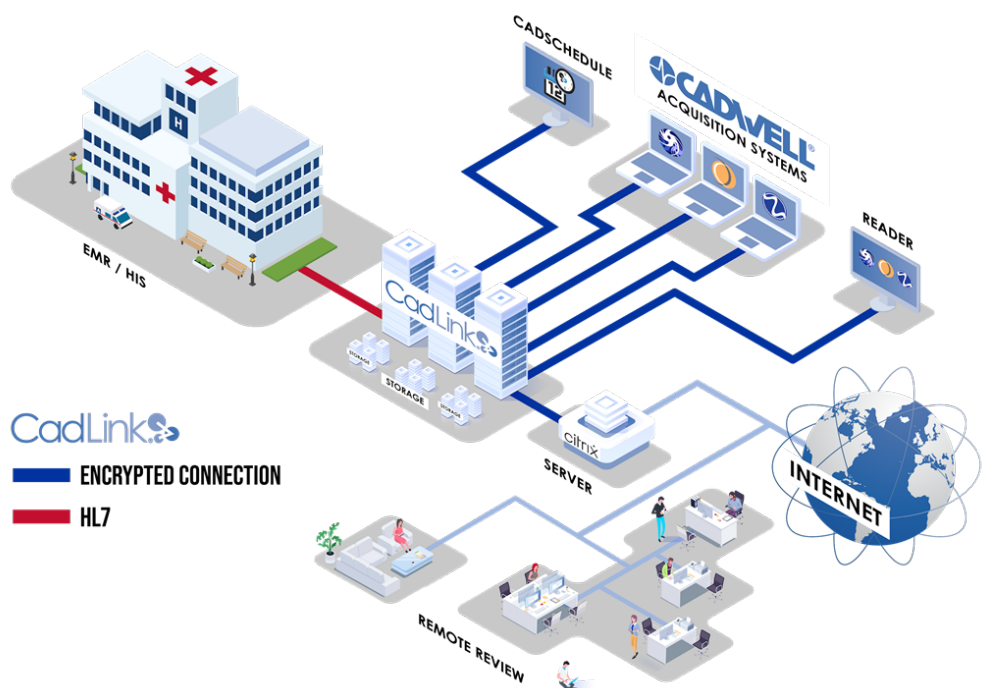 CADSCHEDULE
12
CADWELL®
ACQUISITION SYSTEMS
H
READER
EMR / HIS
CadLink
STORAGE
STORAGE
STORAGE
citrix
SERVER
INTERNET
CadLink
ENCRYPTED CONNECTION
HL7
REMOTE REVIEW